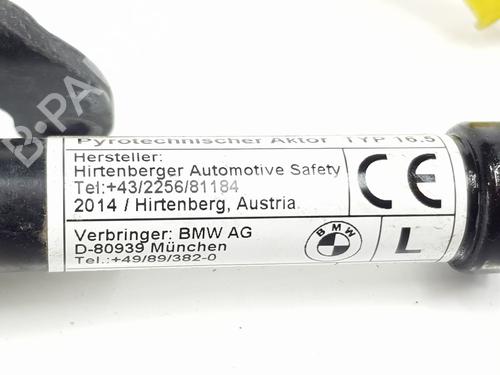 Pyrotechnischer Aktor TYP 16.5
Hersteller:
Hirtenberger Automotive Safety
Tel:+43/2256/81184
2014 / Hirtenberg, Austria
CE
Verbringer: BMW AG
D-80939 München
Tel.:+49/89/382-0
BMW
L
B-PA